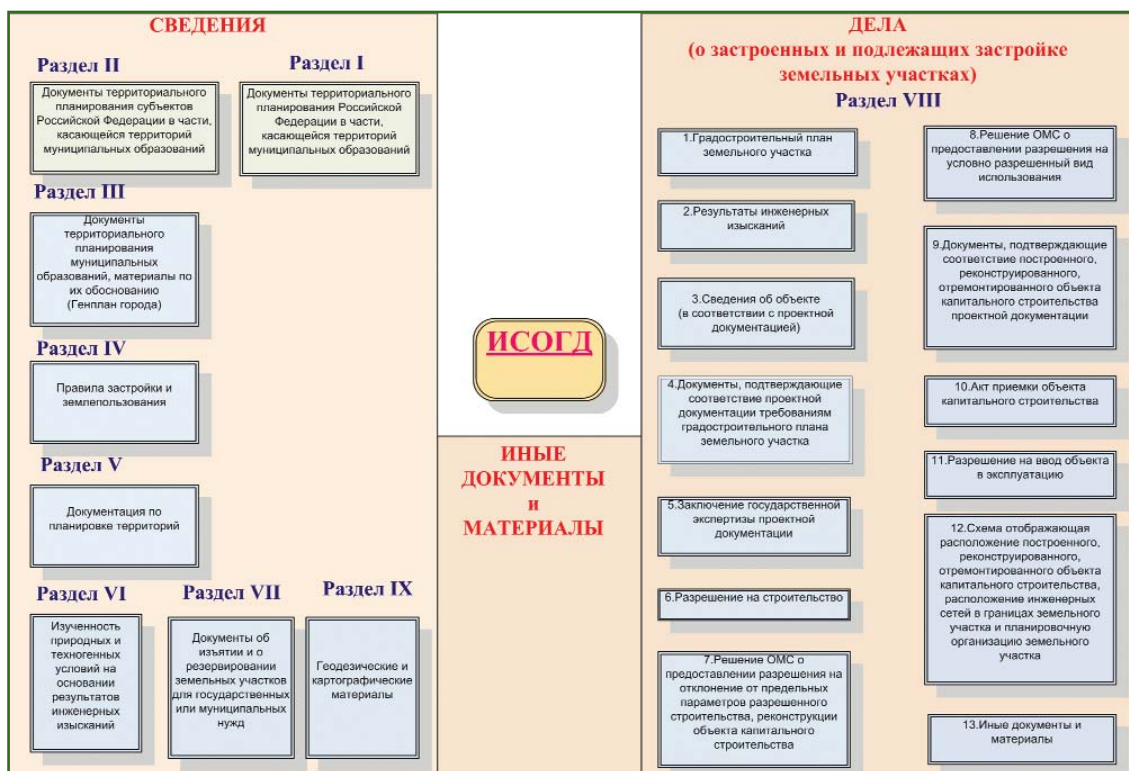 СВЕДЕНИЯ
Раздел II
Документы территориального
планирования субъектов
Российской Федерации в части,
касающейся территорий
муниципальных образований
Раздел I
Документы территориального
планирования Российской
Федерации в части,
касающейся территорий
муниципальных образований
Раздел III
Документы
территориального
планирования
муниципальных
образований, материалы по
их обоснованию
(Генплан города)
Раздел IV
Правила застройки и
землепользования
Раздел V
Документация по
планировке территорий
Раздел VI
Изученность
природных и
техногенных
условий на
основании
результатов
инженерных
изысканий
Раздел VII
Документы об
изъятии и о
резервировании
земельных участков
для государственных
или муниципальных
нужд
Раздел IX
Геодезические и
картографические
материалы
ИСОГД
ИНЫЕ
ДОКУМЕНТЫ
и
МАТЕРИАЛЫ
ДЕЛА
(о застроенных и подлежащих застройке
земельных участках)
Раздел VIII
1.Градостроительный план
земельного участка
2.Результаты инженерных
изысканий
3.Сведения об объекте
(в соответствии с проектной
документацией)
4.Документы, подтверждающие
соответствие проектной
документации требованиям
градостроительного плана
земельного участка
5.Заключение государственной
экспертизы проектной
документации
6.Разрешение на строительство
7.Решение ОМС о
предоставлении разрешения на
отклонение от предельных
параметров разрешенного
строительства, реконструкции
объекта капитального
строительства
8.Решение ОМС о
предоставлении разрешения на
условно разрешенный вид
использования
9.Документы, подтверждающие
соответствие построенного,
реконструированного,
отремонтированного объекта
капитального строительства
проектной документации
10.Акт приемки объекта
капитального строительства
11.Разрешение на ввод объекта
в эксплуатацию
12.Схема отображающая
расположение построенного,
реконструированного,
отремонтированного объекта
капитального строительства,
расположение инженерных
сетей в границах земельного
участка и планировочную
организацию земельного
участка
13.Иные документы и
материалы